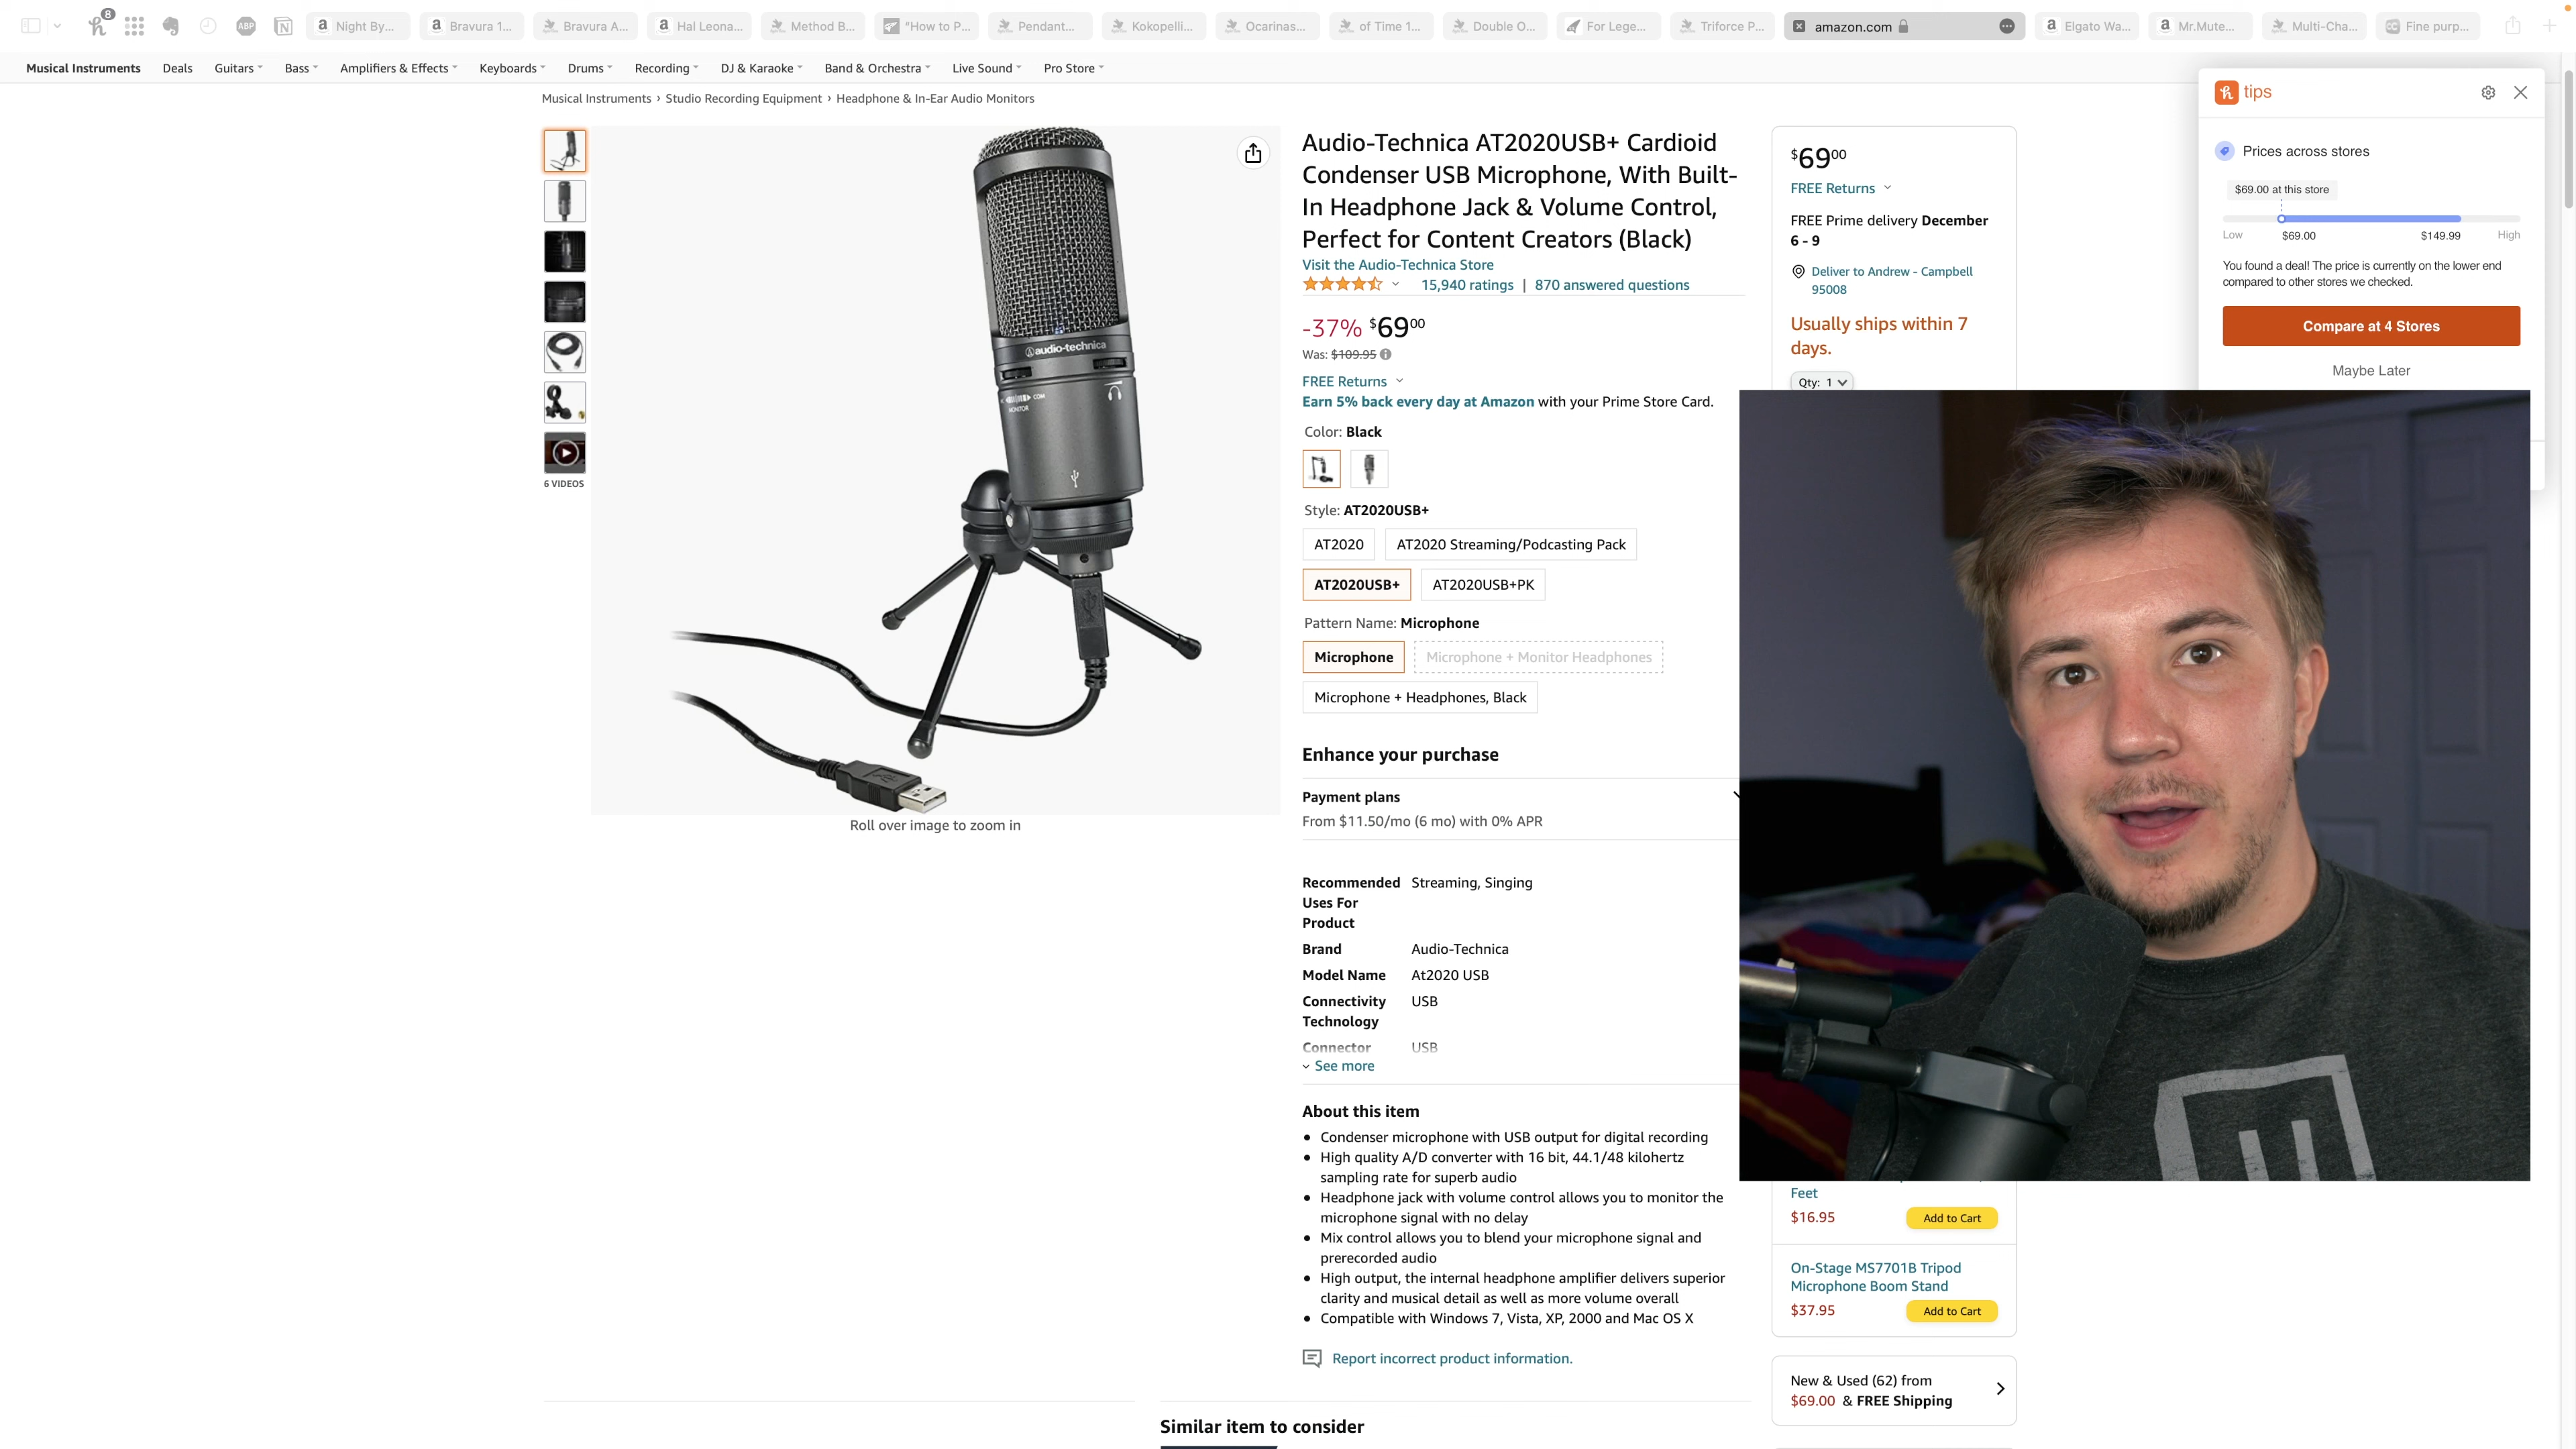 8
ABP
Night By...
Bravura 1...
Bravura A...
Hal Leona...
Method B...
"How to P...
Pendant...
Kokopelli...
Ocarinas...
of Time 1...
Double O...
For Lege...
Triforce P...
amazon.com
Elgato Wa...
Mr.Mute...
Multi-Cha...
Fine purp...
Musical Instruments
Deals
Guitars
Bass
Amplifiers & Effects
Keyboards
Drums
Recording
DJ & Karaoke
Band & Orchestra
Live Sound
Pro Store
Musical Instruments › Studio Recording Equipment › Headphone & In-Ear Audio Monitors
6 VIDEOS
audio-technica
MONITOR
COM
Roll over image to zoom in
Audio-Technica AT2020USB+ Cardioid
Condenser USB Microphone, With Built-
In Headphone Jack & Volume Control,
Perfect for Content Creators (Black)
Visit the Audio-Technica Store
15,940 ratings | 870 answered questions
-37% $69 00
Was: $109.95
FREE Returns
Earn 5% back every day at Amazon with your Prime Store Card.
Color: Black
Style: AT2020USB+
AT2020
AT2020 Streaming/Podcasting Pack
AT2020USB+
AT2020USB+PK
Pattern Name: Microphone
Microphone
Microphone + Monitor Headphones
Microphone + Headphones, Black
Enhance your purchase
Payment plans
From $11.50/mo (6 mo) with 0% APR
Recommended Uses For Product Streaming, Singing
Brand Audio-Technica
Model Name At2020 USB
Connectivity Technology USB
Connector USB
See more
About this item
Condenser microphone with USB output for digital recording
High quality A/D converter with 16 bit, 44.1/48 kilohertz
sampling rate for superb audio
Headphone jack with volume control allows you to monitor the
microphone signal with no delay
Mix control allows you to blend your microphone signal and
prerecorded audio
High output, the internal headphone amplifier delivers superior
clarity and musical detail as well as more volume overall
Compatible with Windows 7, Vista, XP, 2000 and Mac OS X
Report incorrect product information.
Similar item to consider
$69 00
FREE Returns
FREE Prime delivery December
6 - 9
Deliver to Andrew - Campbell
95008
Usually ships within 7
days.
Qty: 1
Feet
$16.95
Add to Cart
On-Stage MS7701B Tripod
Microphone Boom Stand
$37.95
Add to Cart
New & Used (62) from
$69.00 & FREE Shipping
tips
Prices across stores
$69.00 at this store
Low
$69.00
$149.99
High
You found a deal! The price is currently on the lower end
compared to other stores we checked.
Compare at 4 Stores
Maybe Later